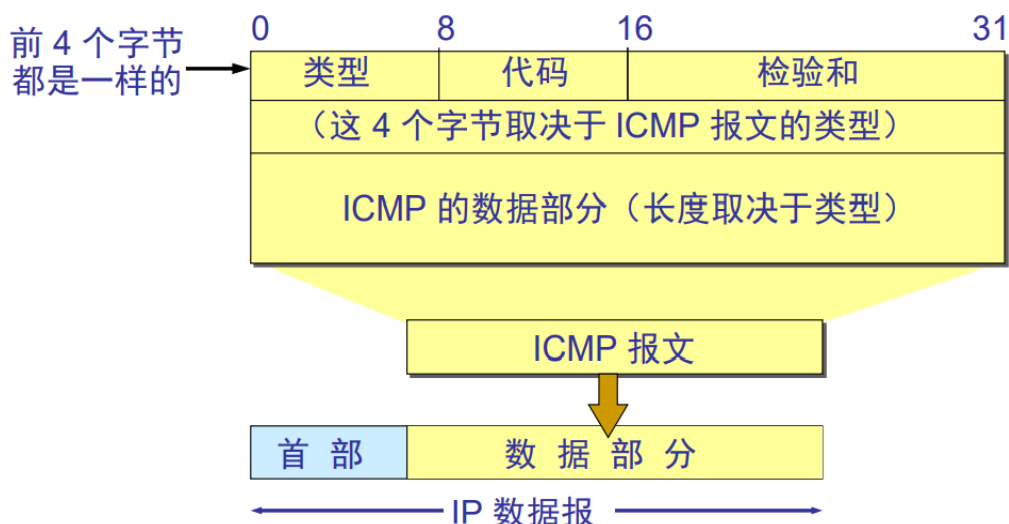 0 8 16 31
前 4 个字节
都是一样的
类型 代码 检验和
（这 4 个字节取决于 ICMP 报文的类型）
ICMP 的数据部分（长度取决于类型）
ICMP 报文
首 部 数 据 部 分
IP 数据报